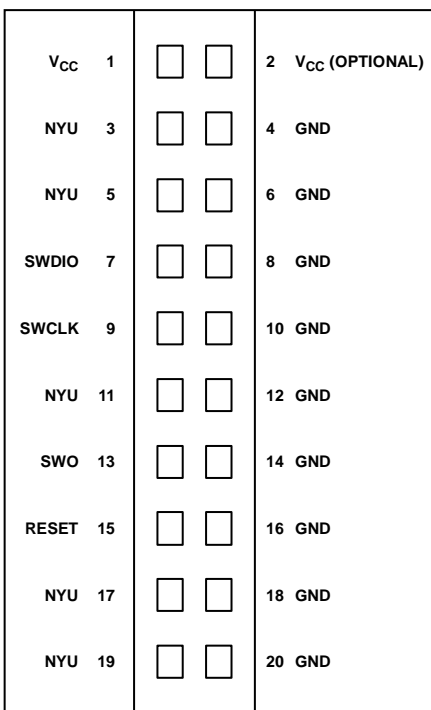 VCC 1 2 VCC (OPTIONAL)
NYU 3 4 GND
NYU 5 6 GND
SWDIO 7 8 GND
SWCLK 9 10 GND
NYU 11 12 GND
SWO 13 14 GND
RESET 15 16 GND
NYU 17 18 GND
NYU 19 20 GND